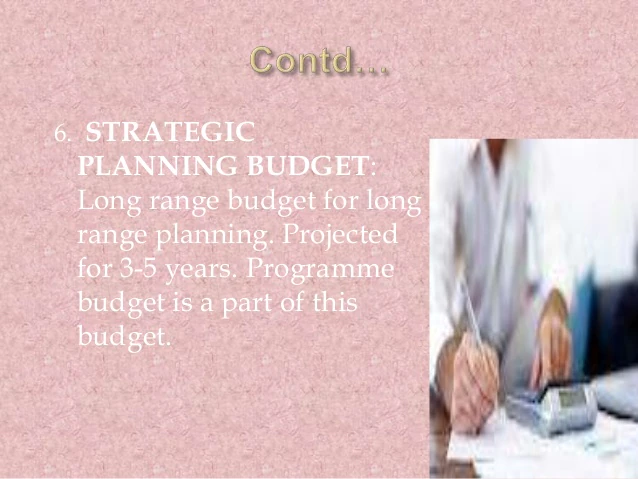 Contd...
6. STRATEGIC
PLANNING BUDGET:
Long range budget for long
range planning. Projected
for 3-5 years. Programme
budget is a part of this
budget.